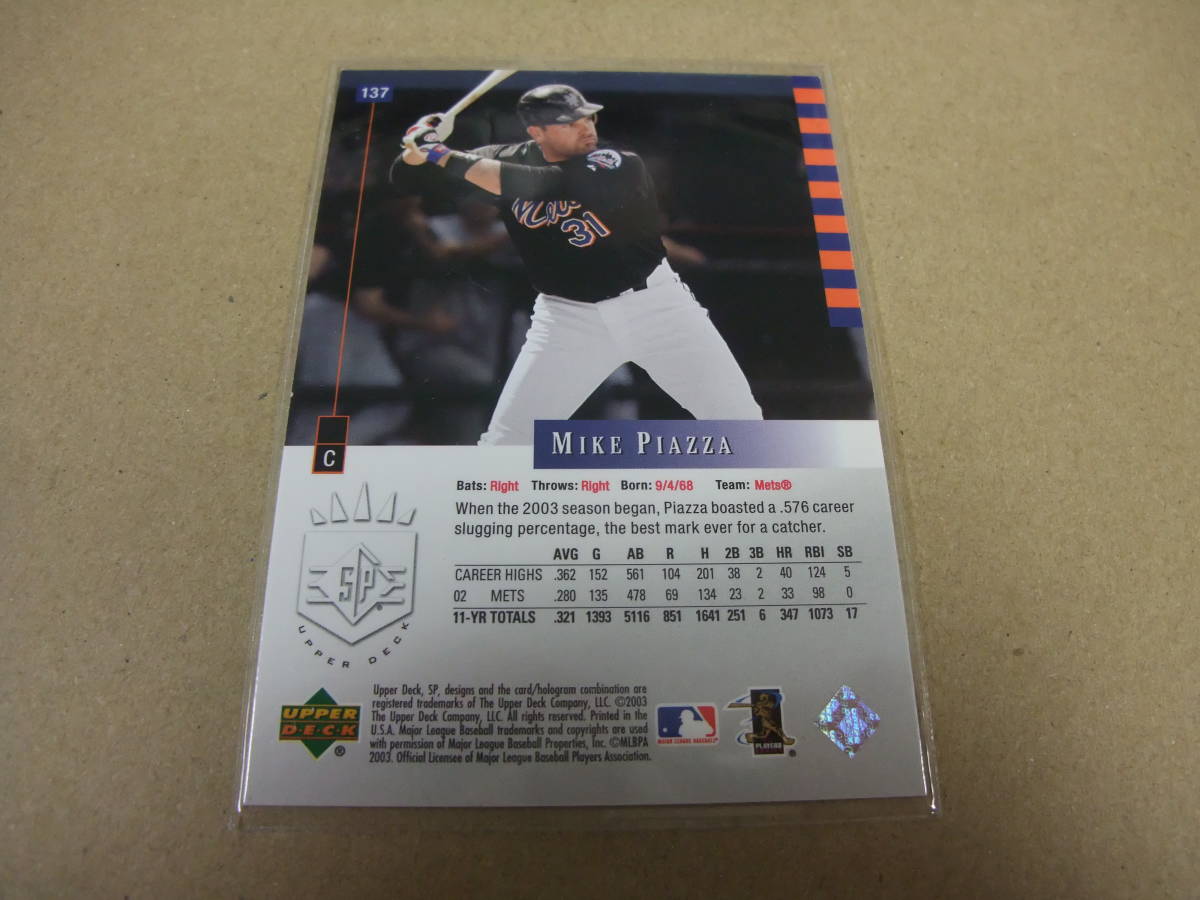 137
Mets
31
C
MIKE PIAZZA
Bats: Right Throws: Right Born: 9/4/68 Team: Mets®
When the 2003 season began, Piazza boasted a .576 career
slugging percentage, the best mark ever for a catcher.
AVG G AB R H 2B 3B HR RBI SB
CAREER HIGHS .362 152 561 104 201 38 2 40 124 5
02 METS .280 135 478 69 134 23 2 33 98 0
11-YR TOTALS .321 1393 5116 851 1641 251 6 347 1073 17
SP®
UPPER DECK
UPPER
DECK®
Upper Deck, SP, designs and the card/hologram combination are
registered trademarks of The Upper Deck Company, LLC. ©2003
The Upper Deck Company, LLC. All rights reserved. Printed in the
U.S.A. Major League Baseball trademarks and copyrights are used
with permission of Major League Baseball Properties, Inc. ©MLBPA
2003. Official Licensee of Major League Baseball Players Association.
MAJOR LEAGUE BASEBALL®
PLAYERS®